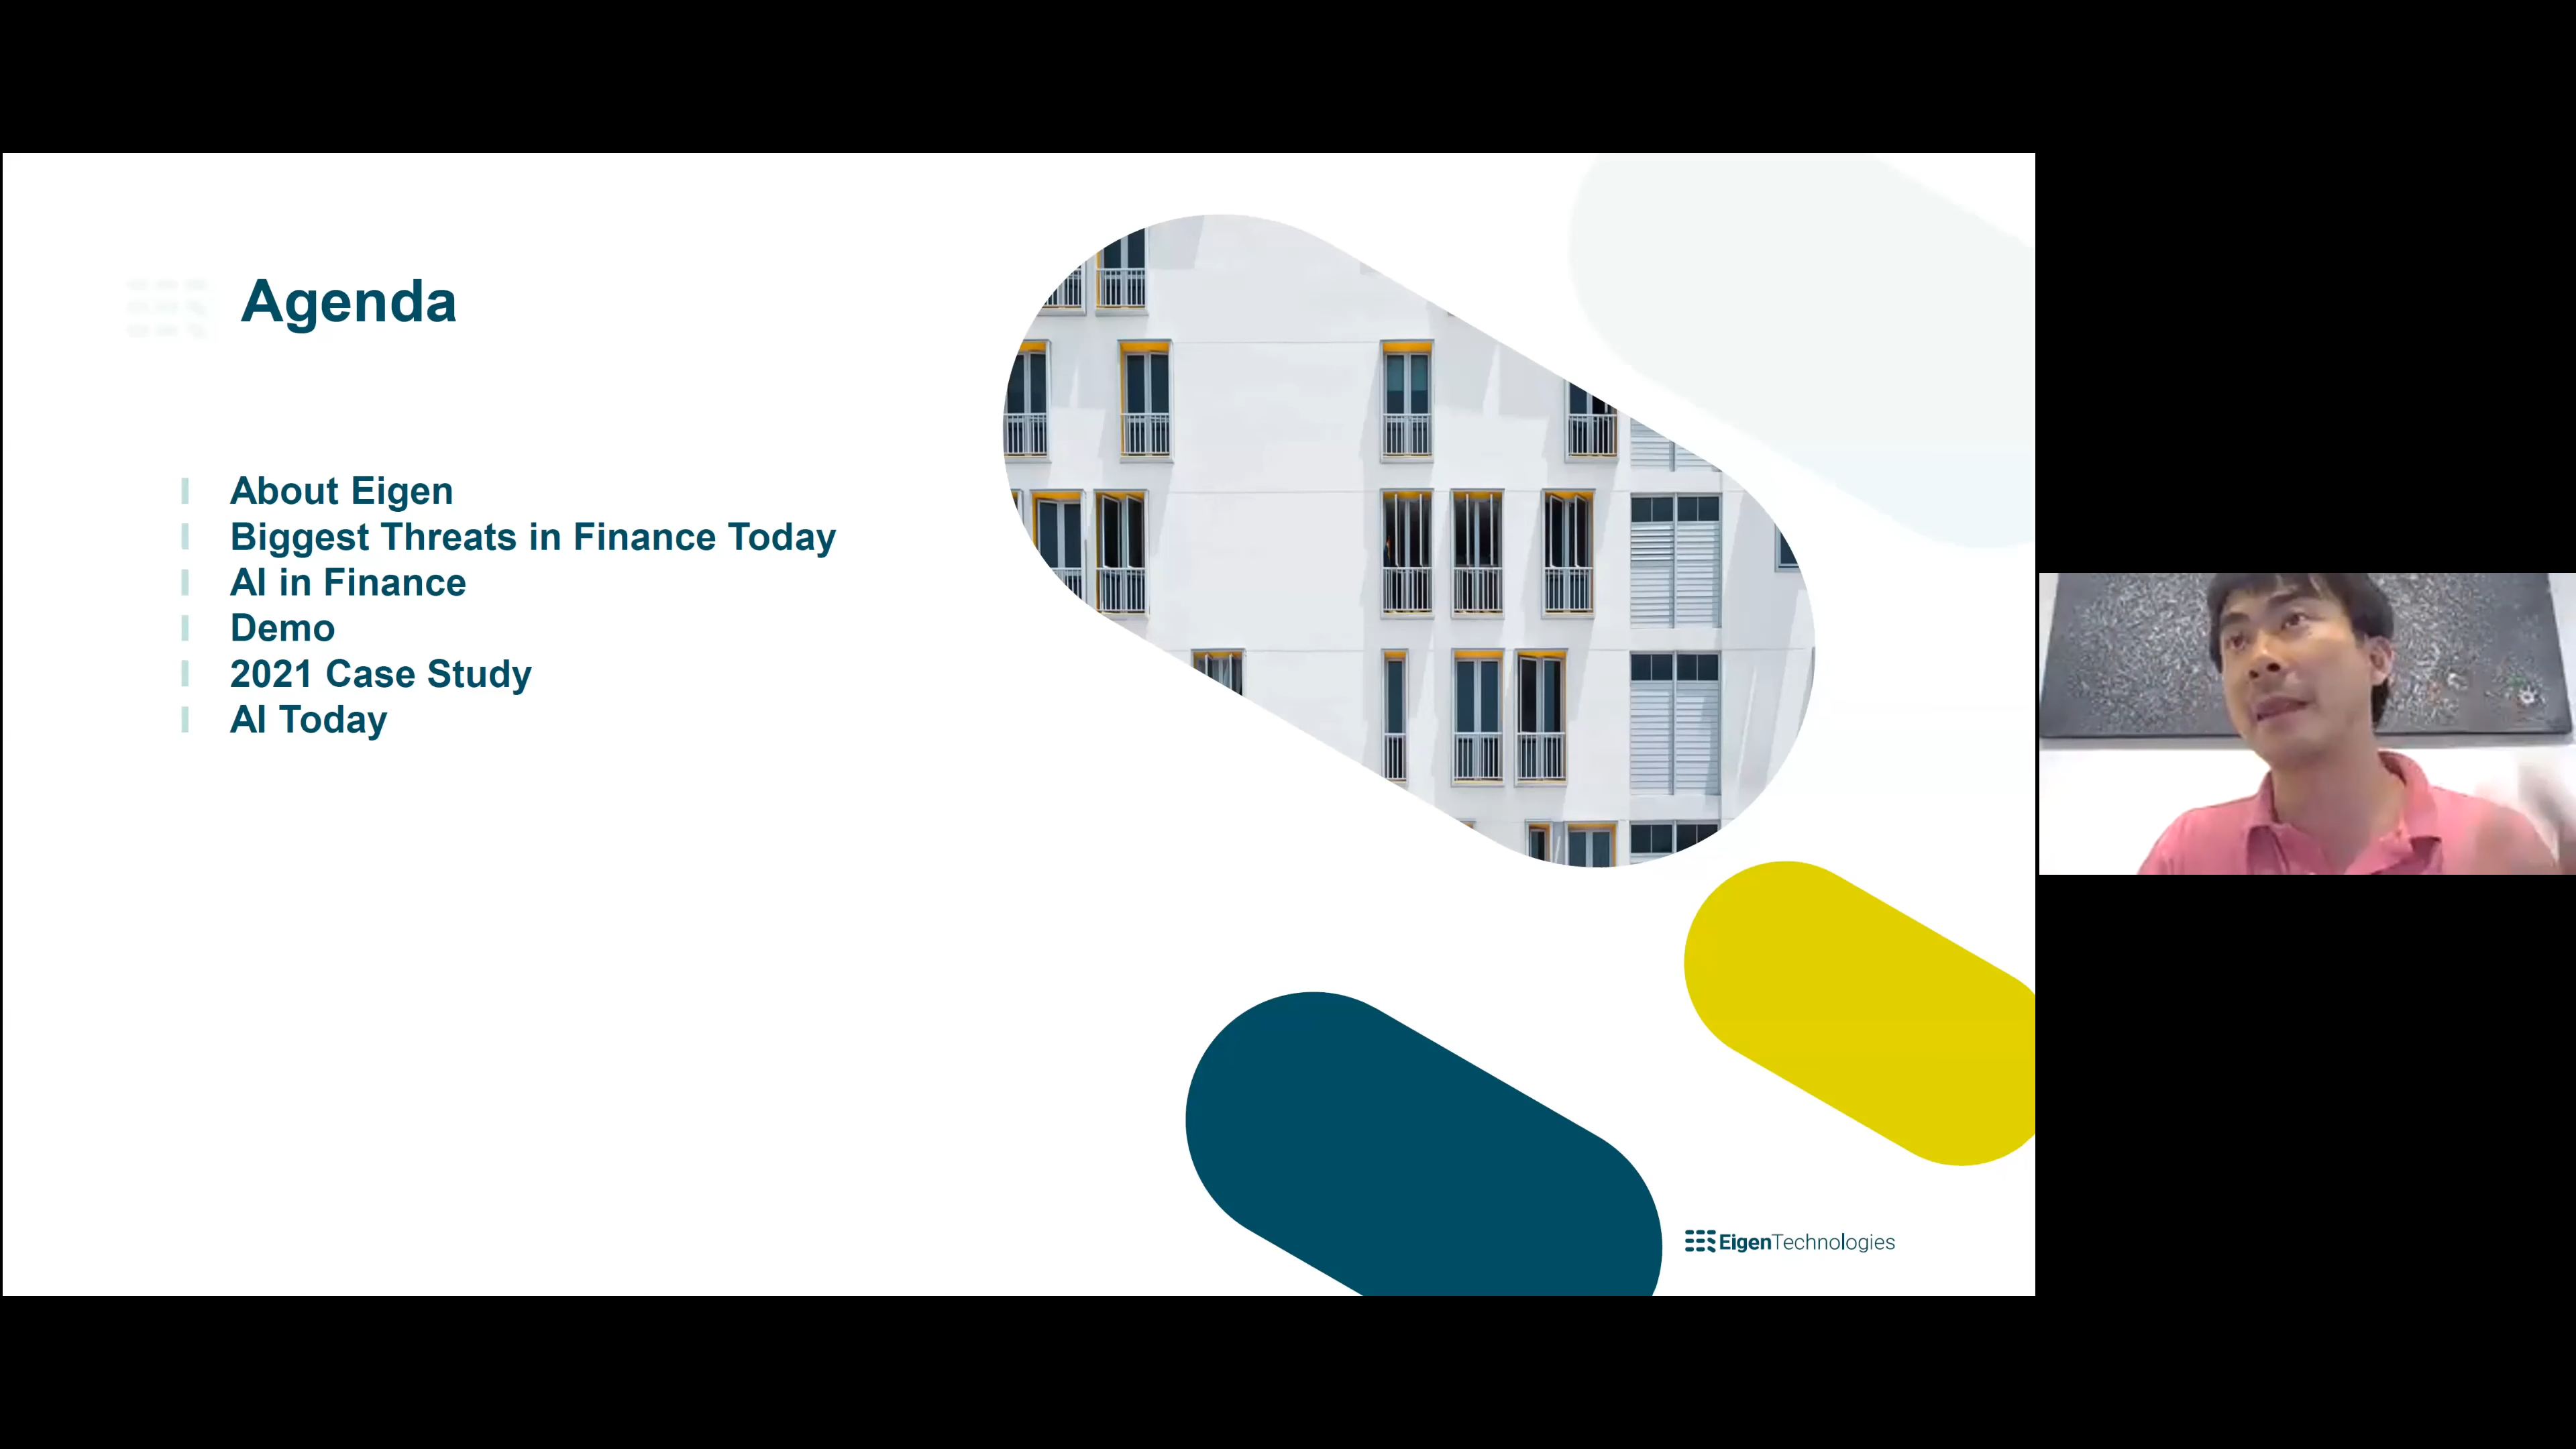 Agenda
About Eigen
Biggest Threats in Finance Today
AI in Finance
Demo
2021 Case Study
AI Today
EigenTechnologies